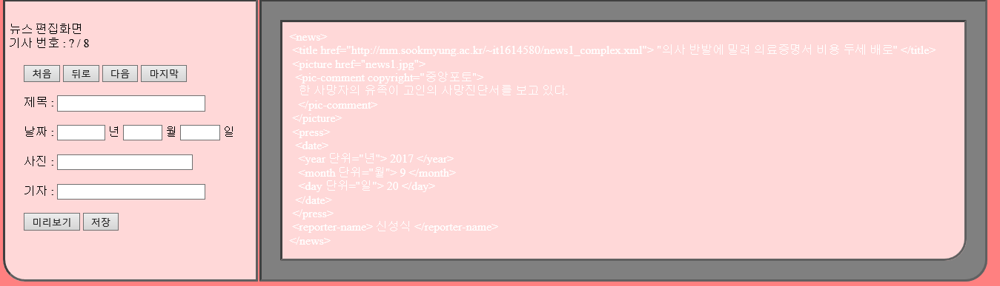 뉴스 편집화면
기사 번호 : ? / 8
처음 뒤로 다음 마지막
제목 :
날짜 : 년 월 일
사진 :
기자 :
미리보기 저장
<news>
<title href="http://mm.sookmyung.ac.kr/~it1614580/news1_complex.xml"> "의사 반발에 밀려 의료증명서 비용 두세 배로" </title>
<picture href="news1.jpg">
<pic-comment copyright="중앙포토">
한 사망자의 유족이 고인의 사망진단서를 보고 있다.
</pic-comment>
</picture>
<press>
<date>
<year 단위="년"> 2017 </year>
<month 단위="월"> 9 </month>
<day 단위="일"> 20 </day>
</date>
</press>
<reporter-name> 신성식 </reporter-name>
</news>